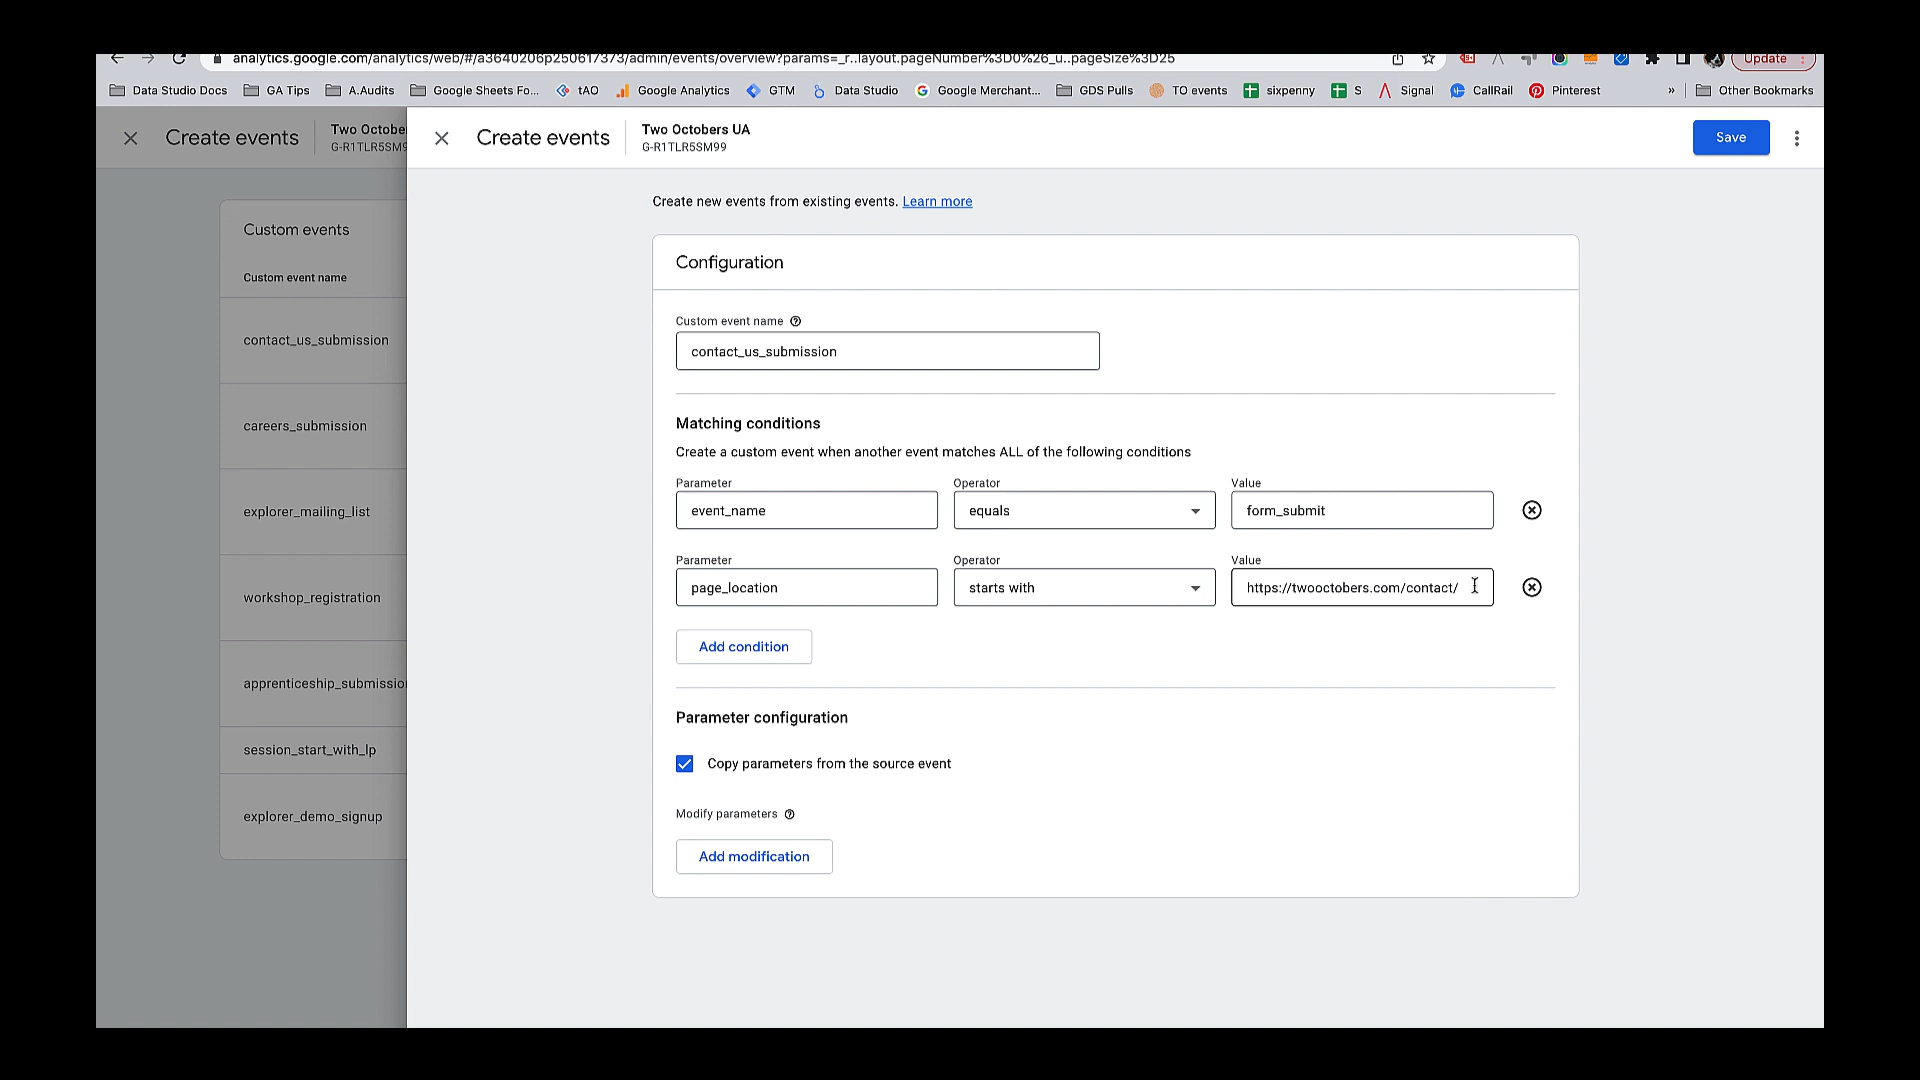 analytics.google.com/analytics/web/#/a3640206p250617373/admin/events/overview?params=_r..layout.pageNumber%3D0%26_u..pageSize%3D25
Update
Data Studio Docs GA Tips A.Audits Google Sheets Fo... tAO Google Analytics GTM Data Studio Google Merchant... GDS Pulls TO events sixpenny S Signal CallRail Pinterest » Other Bookmarks
Create events
Two Octobe
G-R1TLR5SM9
Custom events
Custom event name
contact_us_submission
careers_submission
explorer_mailing_list
workshop_registration
apprenticeship_submissio
session_start_with_lp
explorer_demo_signup
Create events
Two Octobers UA
G-R1TLR5SM99
Save
Create new events from existing events. Learn more
Configuration
Custom event name
contact_us_submission
Matching conditions
Create a custom event when another event matches ALL of the following conditions
Parameter Operator Value
event_name equals form_submit
Parameter Operator Value
page_location starts with https://twooctobers.com/contact/
Add condition
Parameter configuration
Copy parameters from the source event
Modify parameters
Add modification